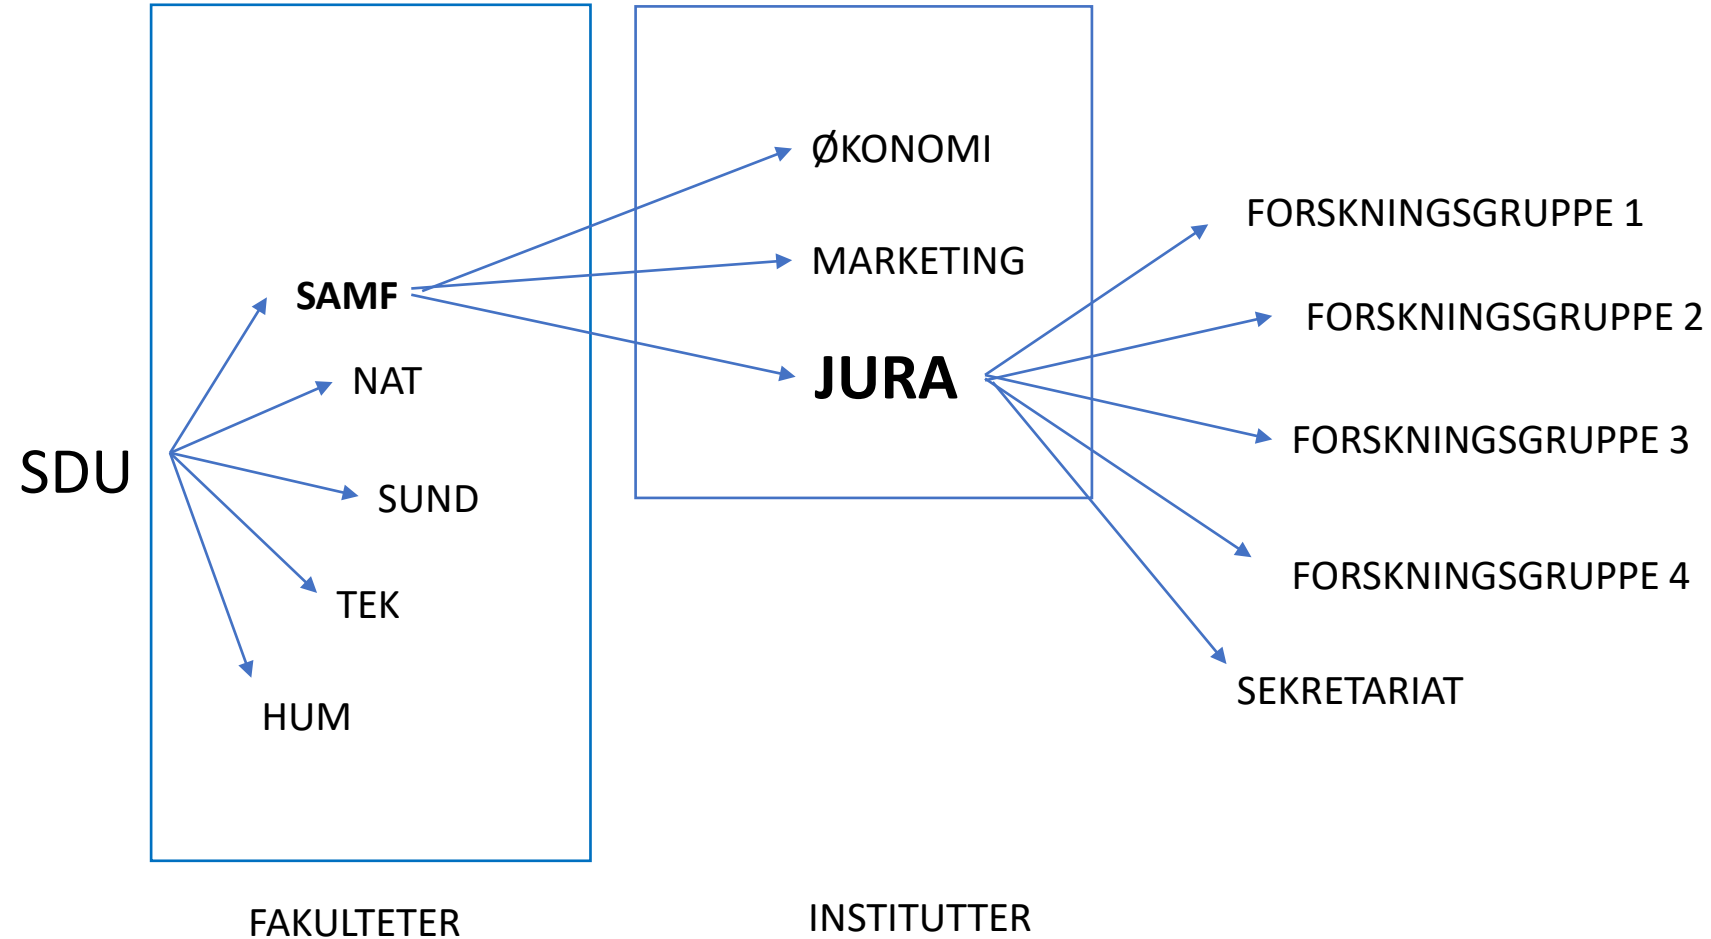 SDU
SAMF
NAT
SUND
TEK
HUM
FAKULTETER
ØKONOMI
MARKETING
JURA
INSTITUTTER
FORSKNINGSGRUPPE 1
FORSKNINGSGRUPPE 2
FORSKNINGSGRUPPE 3
FORSKNINGSGRUPPE 4
SEKRETARIAT